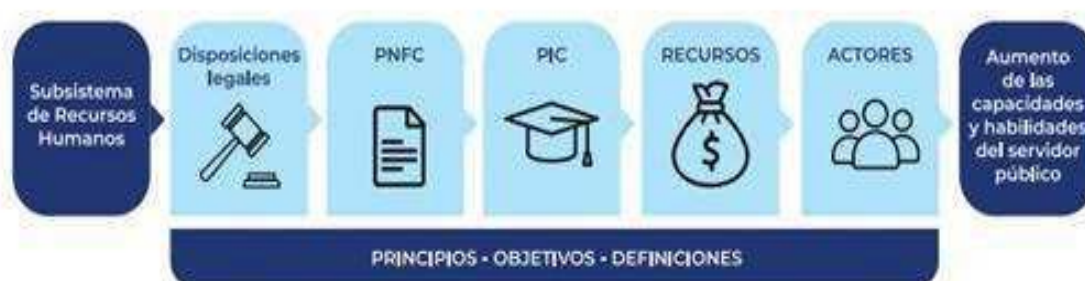 Subsistema
de Recursos
Humanos
Disposiciones
legales
PNFC
PIC
RECURSOS
$
ACTORES
Aumento
de las
capacidades
y habilidades
del servidor
público
PRINCIPIOS - OBJETIVOS - DEFINICIONES